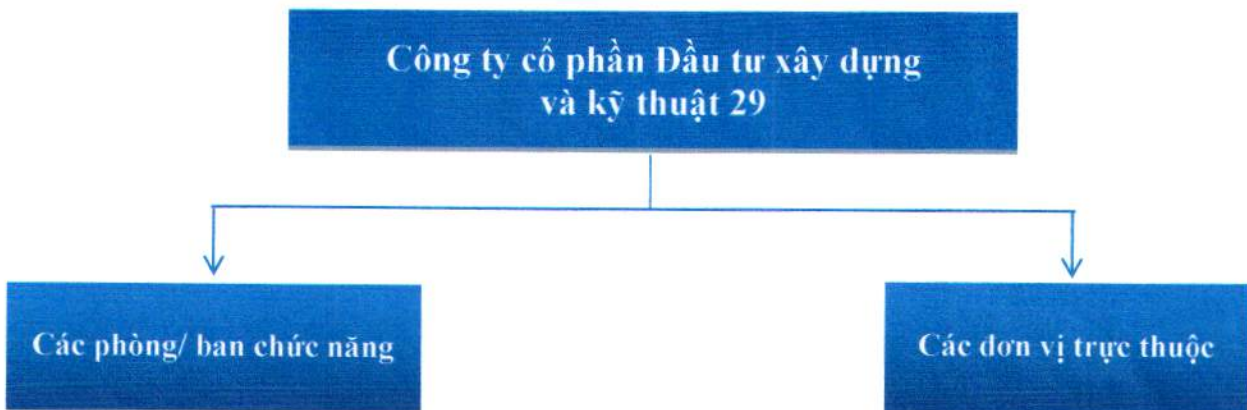 Công ty cổ phần Đầu tư xây dựng
và kỹ thuật 29
Các phòng/ ban chức năng
Các đơn vị trực thuộc